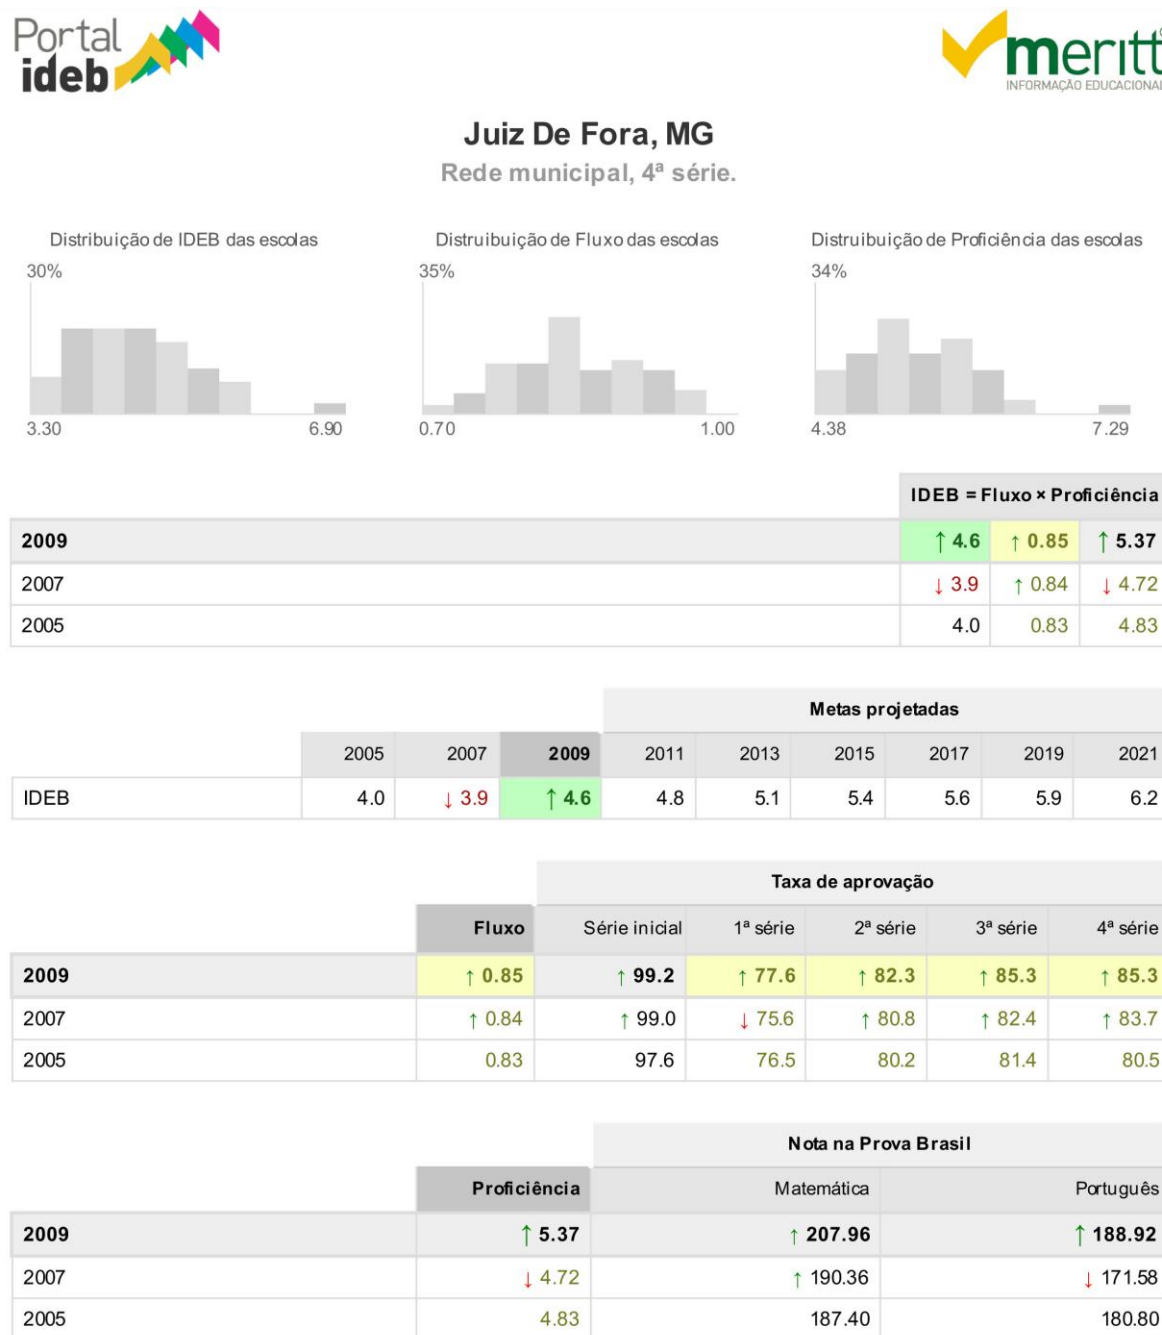 Portal
ideb
meritt
INFORMAÇÃO EDUCACIONAL
Juiz De Fora, MG
Rede municipal, 4ª série.
Distribuição de IDEB das escolas
Distruibuição de Fluxo das escolas
Distruibuição de Proficiência das escolas
30%
35%
34%
3.30 6.90
0.70 1.00
4.38 7.29
IDEB = Fluxo × Proficiência
2009 ↑ 4.6 ↑ 0.85 ↑ 5.37
2007 ↓ 3.9 ↑ 0.84 ↓ 4.72
2005 4.0 0.83 4.83
Metas projetadas
2005 2007 2009 2011 2013 2015 2017 2019 2021
IDEB 4.0 ↓ 3.9 ↑ 4.6 4.8 5.1 5.4 5.6 5.9 6.2
Taxa de aprovação
Fluxo Série inicial 1ª série 2ª série 3ª série 4ª série
2009 ↑ 0.85 ↑ 99.2 ↑ 77.6 ↑ 82.3 ↑ 85.3 ↑ 85.3
2007 ↑ 0.84 ↑ 99.0 ↓ 75.6 ↑ 80.8 ↑ 82.4 ↑ 83.7
2005 0.83 97.6 76.5 80.2 81.4 80.5
Nota na Prova Brasil
Proficiência Matemática Português
2009 ↑ 5.37 ↑ 207.96 ↑ 188.92
2007 ↓ 4.72 ↑ 190.36 ↓ 171.58
2005 4.83 187.40 180.80